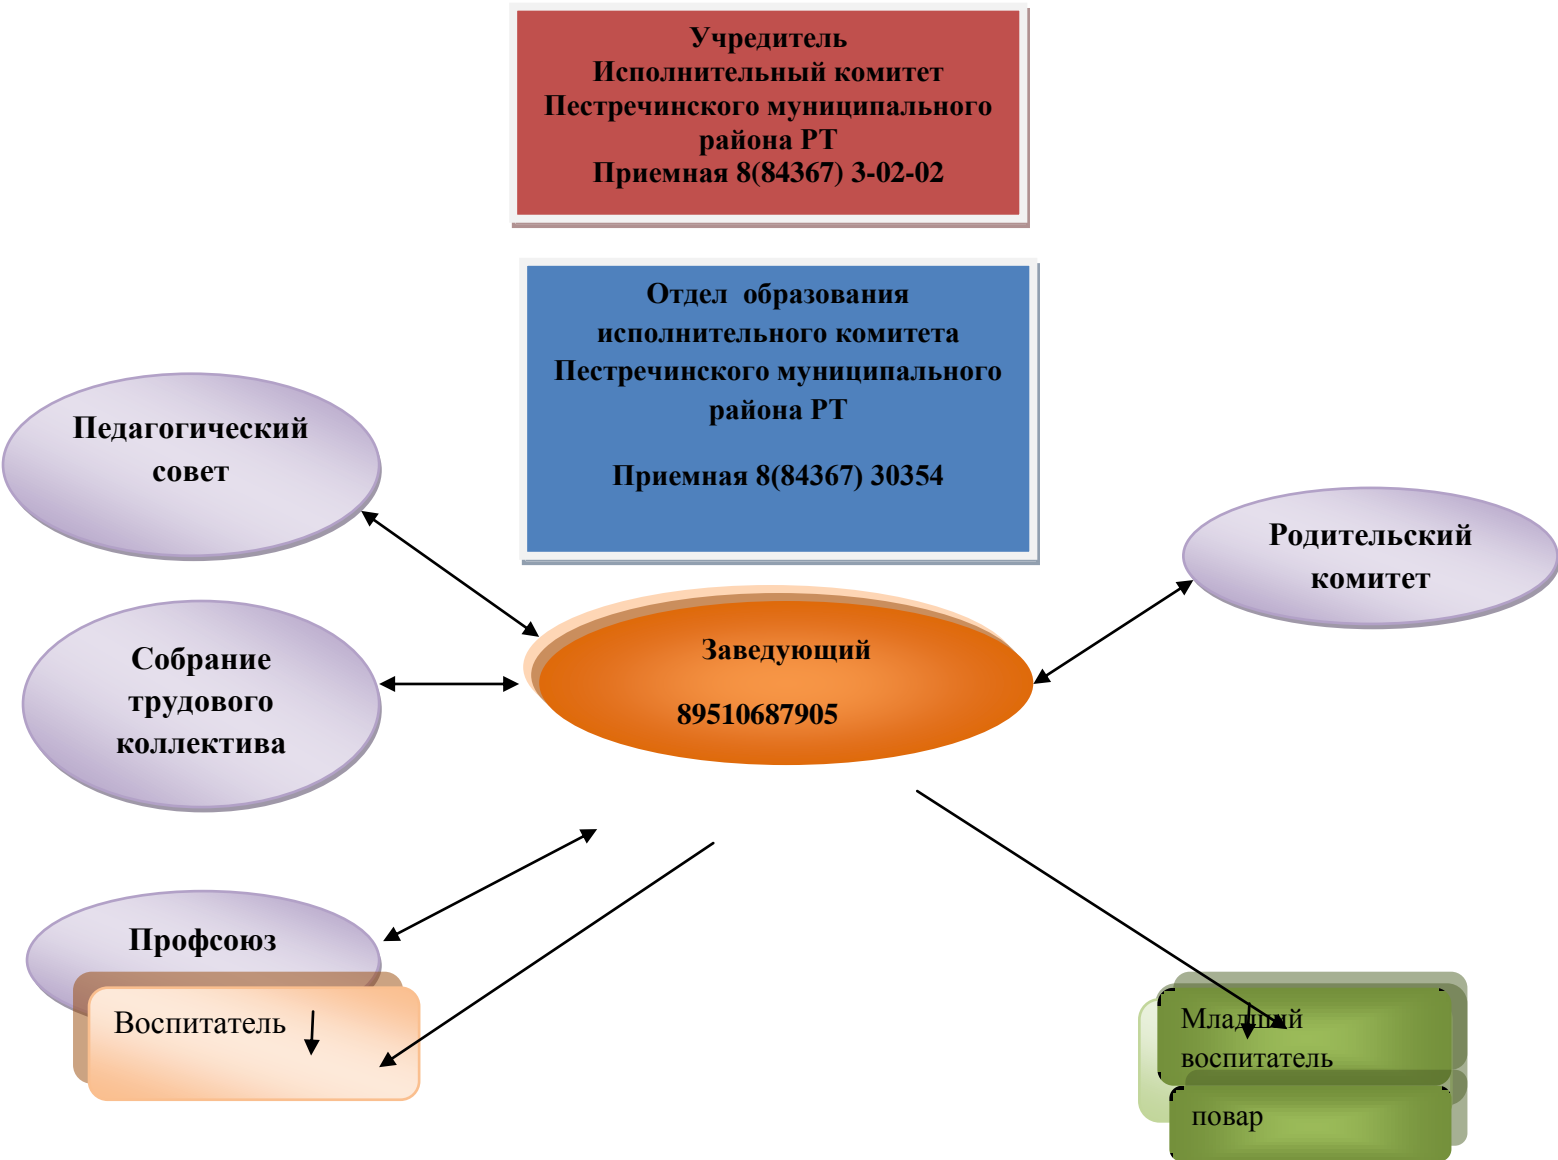 Учредитель
Исполнительный комитет
Пестречинского муниципального
района РТ
Приемная 8(84367) 3-02-02
Отдел образования
исполнительного комитета
Пестречинского муниципального
района РТ
Приемная 8(84367) 30354
Педагогический
совет
Родительский
комитет
Заведующий
89510687905
Собрание
трудового
коллектива
Профсоюз
Воспитатель
Младший
воспитатель
повар